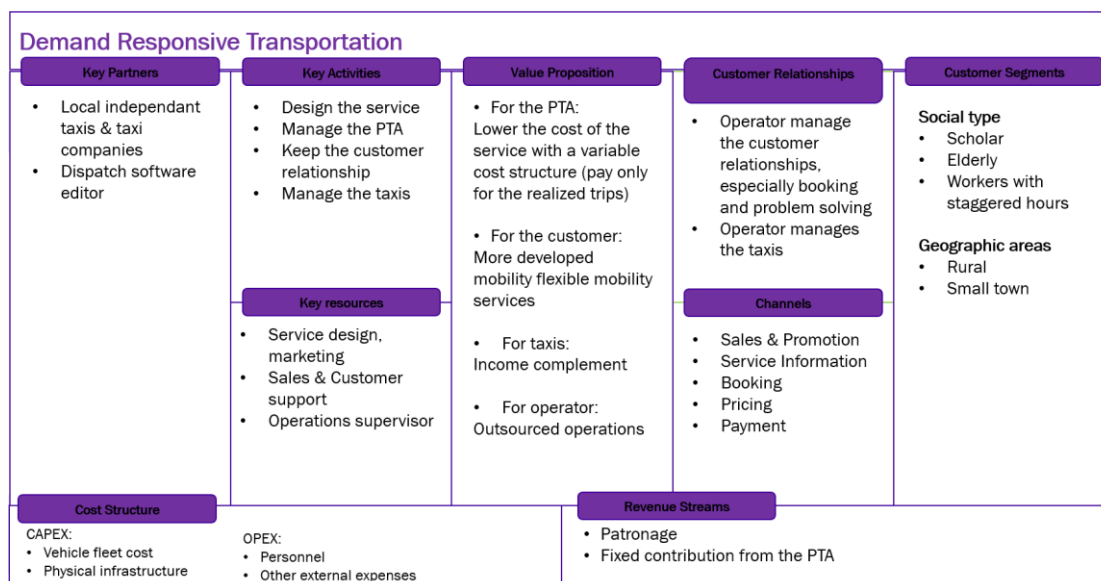 Demand Responsive Transportation
Key Partners
• Local independant
taxis & taxi
companies
• Dispatch software
editor
Key Activities
• Design the service
• Manage the PTA
• Keep the customer
relationship
• Manage the taxis
Key resources
• Service design,
marketing
• Sales & Customer
support
• Operations supervisor
Value Proposition
• For the PTA:
Lower the cost of the
service with a variable
cost structure (pay only
for the realized trips)
• For the customer:
More developed
mobility flexible mobility
services
• For taxis:
Income complement
• For operator:
Outsourced operations
Customer Relationships
• Operator manage
the customer
relationships,
especially booking
and problem solving
• Operator manages
the taxis
Channels
• Sales & Promotion
• Service Information
• Booking
• Pricing
• Payment
Customer Segments
Social type
• Scholar
• Elderly
• Workers with
staggered hours
Geographic areas
• Rural
• Small town
Cost Structure
CAPEX:
• Vehicle fleet cost
• Physical infrastructure
OPEX:
• Personnel
• Other external expenses
Revenue Streams
• Patronage
• Fixed contribution from the PTA